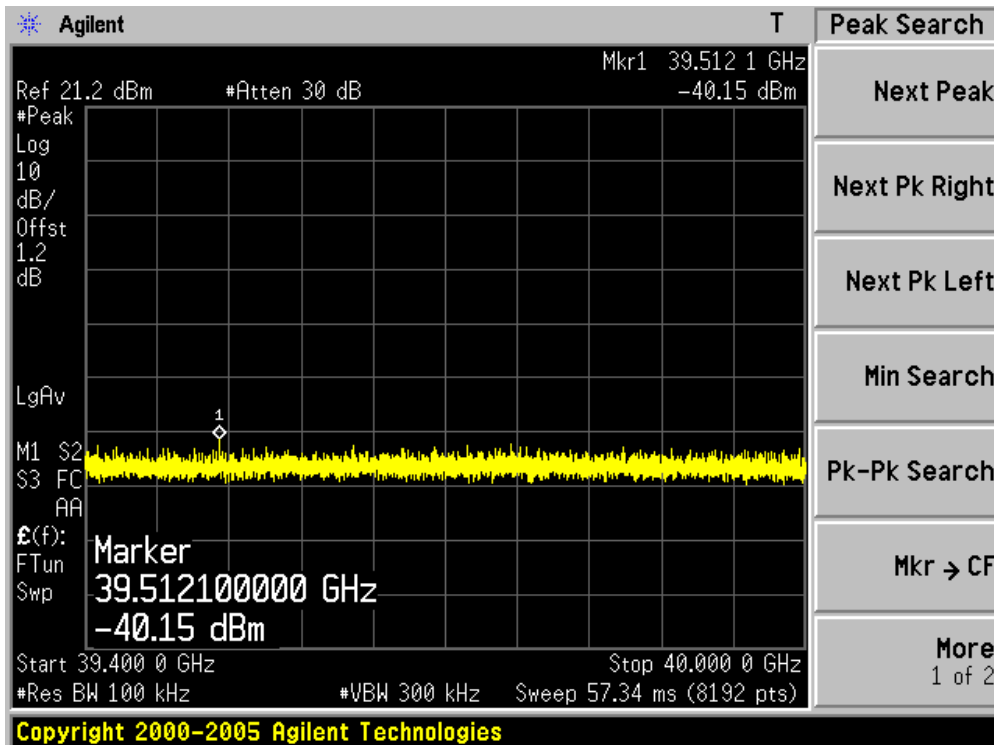 Agilent T Peak Search
Mkr1 39.512 1 GHz
Ref 21.2 dBm #Atten 30 dB -40.15 dBm
#Peak
Log
10
dB/
Offst
1.2
dB
LgAv
1
M1 S2
S3 FC
AA
£(f):
FTun
Swp
Marker
39.512100000 GHz
-40.15 dBm
Start 39.400 0 GHz Stop 40.000 0 GHz
#Res BW 100 kHz #VBW 300 kHz Sweep 57.34 ms (8192 pts)
Copyright 2000-2005 Agilent Technologies
Next Peak
Next Pk Right
Next Pk Left
Min Search
Pk-Pk Search
Mkr → CF
More
1 of 2